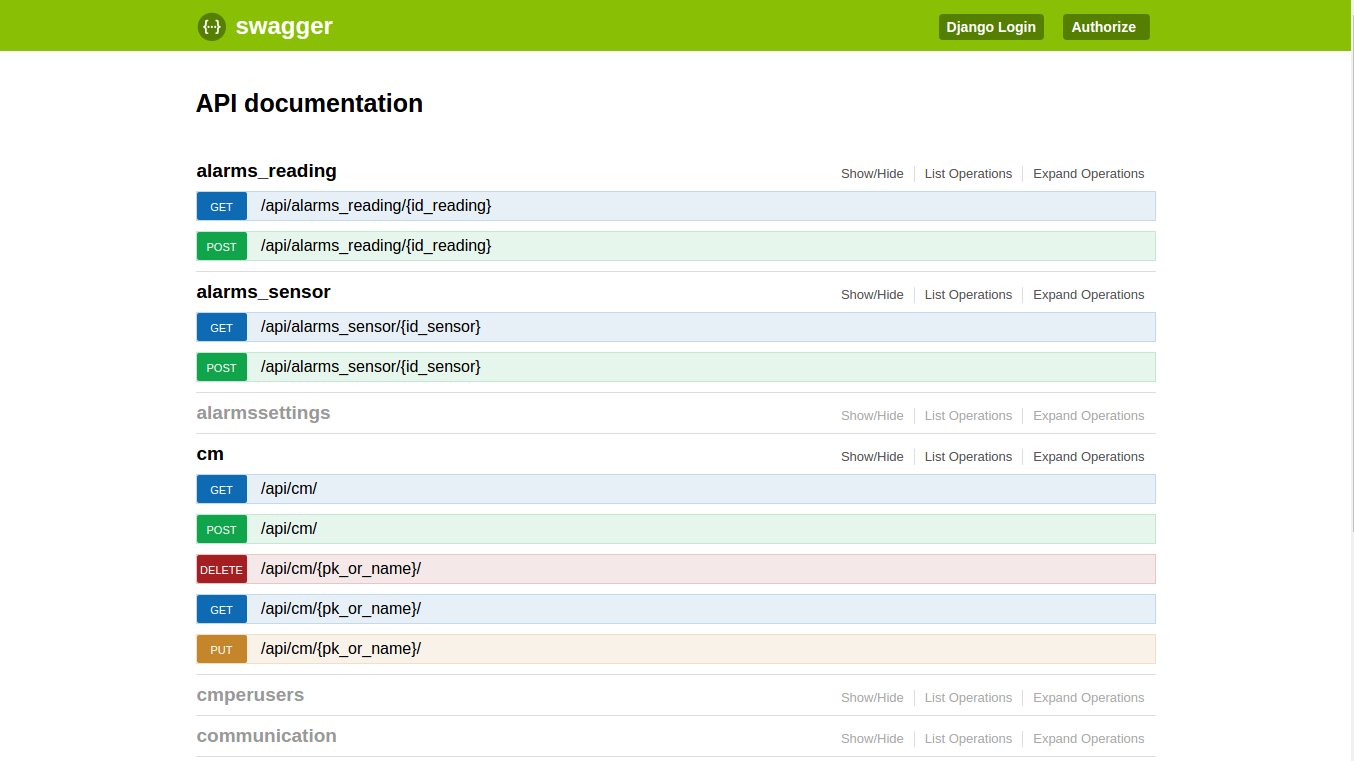 {···} swagger Django Login Authorize
API documentation
alarms_reading Show/Hide List Operations Expand Operations
GET /api/alarms_reading/{id_reading}
POST /api/alarms_reading/{id_reading}
alarms_sensor Show/Hide List Operations Expand Operations
GET /api/alarms_sensor/{id_sensor}
POST /api/alarms_sensor/{id_sensor}
alarmssettings Show/Hide List Operations Expand Operations
cm Show/Hide List Operations Expand Operations
GET /api/cm/
POST /api/cm/
DELETE /api/cm/{pk_or_name}/
GET /api/cm/{pk_or_name}/
PUT /api/cm/{pk_or_name}/
cmperusers Show/Hide List Operations Expand Operations
communication Show/Hide List Operations Expand Operations